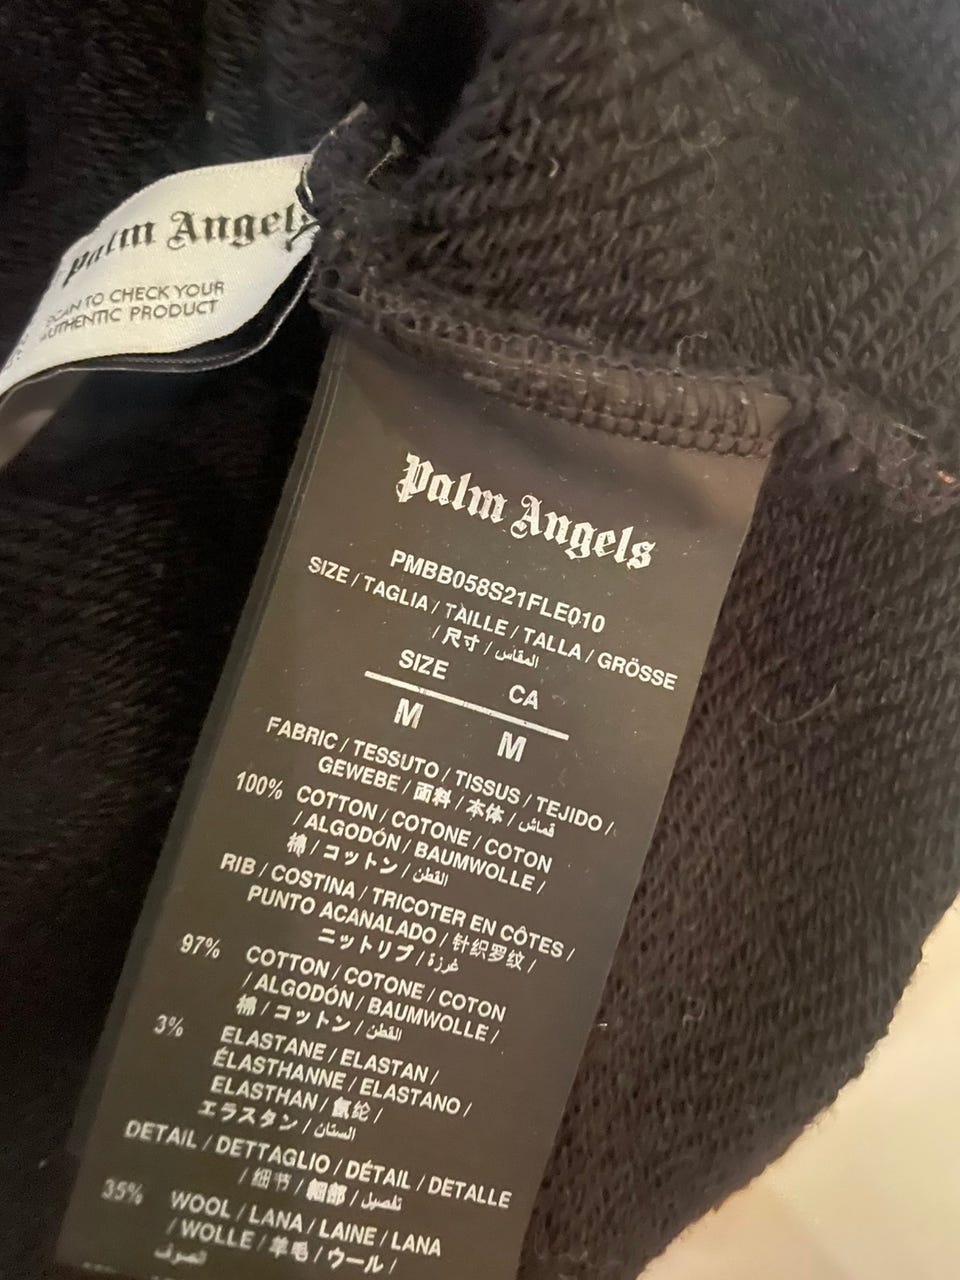 Palm Angels
SCAN TO CHECK YOUR
AUTHENTIC PRODUCT
Palm Angels
PMBB058S21FLE010
SIZE / TAGLIA / TAILLE / TALLA / GRÖSSE
/ 尺寸 / المقاس
SIZE CA
M M
FABRIC / TESSUTO / TISSUS / TEJIDO /
GEWEBE / 面料 / 本体 / قماش
100% COTTON / COTONE / COTON
/ ALGODÓN / BAUMWOLLE /
棉 / コットン / القطن
RIB / COSTINA / TRICOTER EN CÔTES /
PUNTO ACANALADO / 针织罗纹 /
ニットリブ / غرزة
97% COTTON / COTONE / COTON
/ ALGODÓN / BAUMWOLLE /
棉 / コットン / القطن
3% ELASTANE / ELASTAN /
ÉLASTHANNE / ELASTANO /
ELASTHAN / 氨纶 /
エラスタン / الستان
DETAIL / DETTAGLIO / DÉTAIL / DETALLE
/ 细节 / 細部 / تفصيل
35% WOOL / LANA / LAINE / LANA
/ WOLLE / 羊毛 / ウール /
الصوف